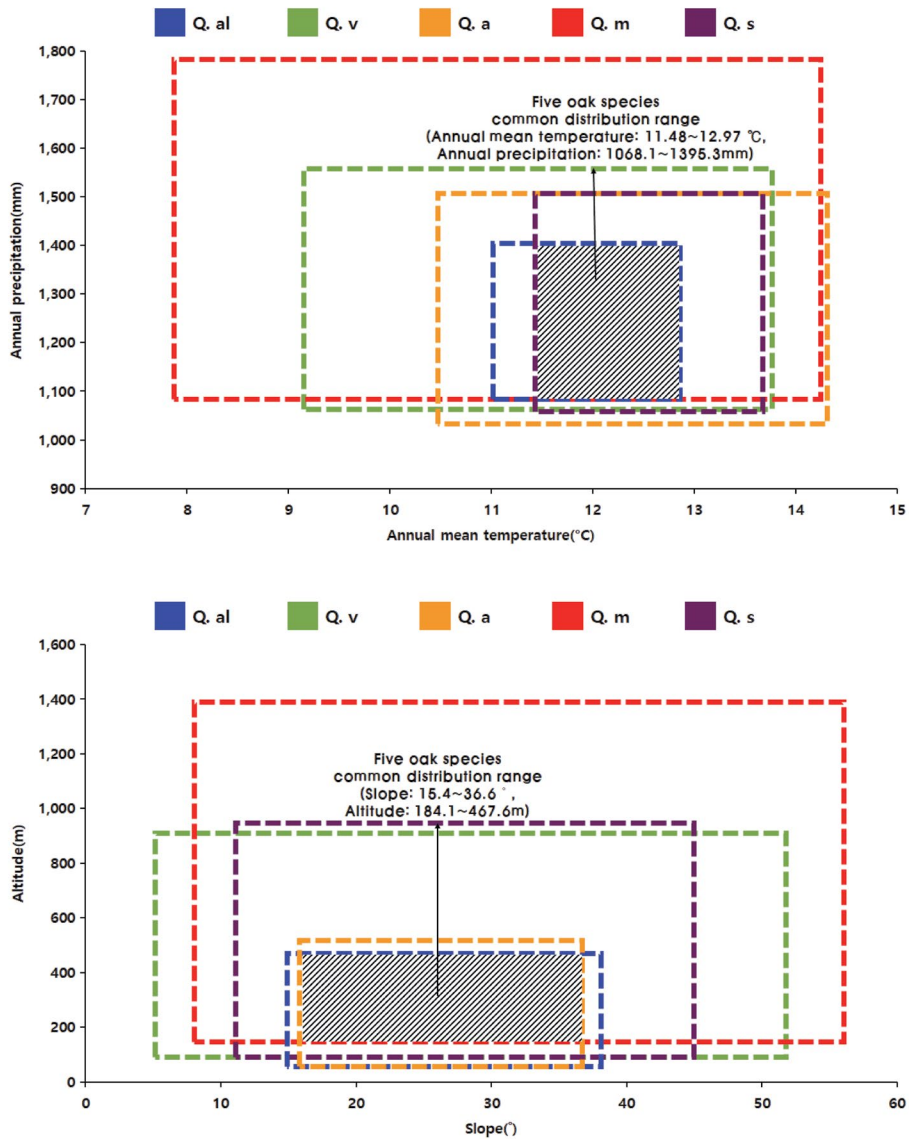 Q. al Q. v Q. a Q. m Q. s
1,800
1,700
1,600
1,500
1,400
1,300
1,200
1,100
1,000
900
Annual precipitation(mm)
Five oak species
common distribution range
(Annual mean temperature: 11.48~12.97 ℃,
Annual precipitation: 1068.1~1395.3mm)
7 8 9 10 11 12 13 14 15
Annual mean temperature(°C)
Q. al Q. v Q. a Q. m Q. s
1,600
1,400
1,200
1,000
800
600
400
200
0
Altitude(m)
Five oak species
common distribution range
(Slope: 15.4~36.6 °,
Altitude: 184.1~467.6m)
0 10 20 30 40 50 60
Slope(°)